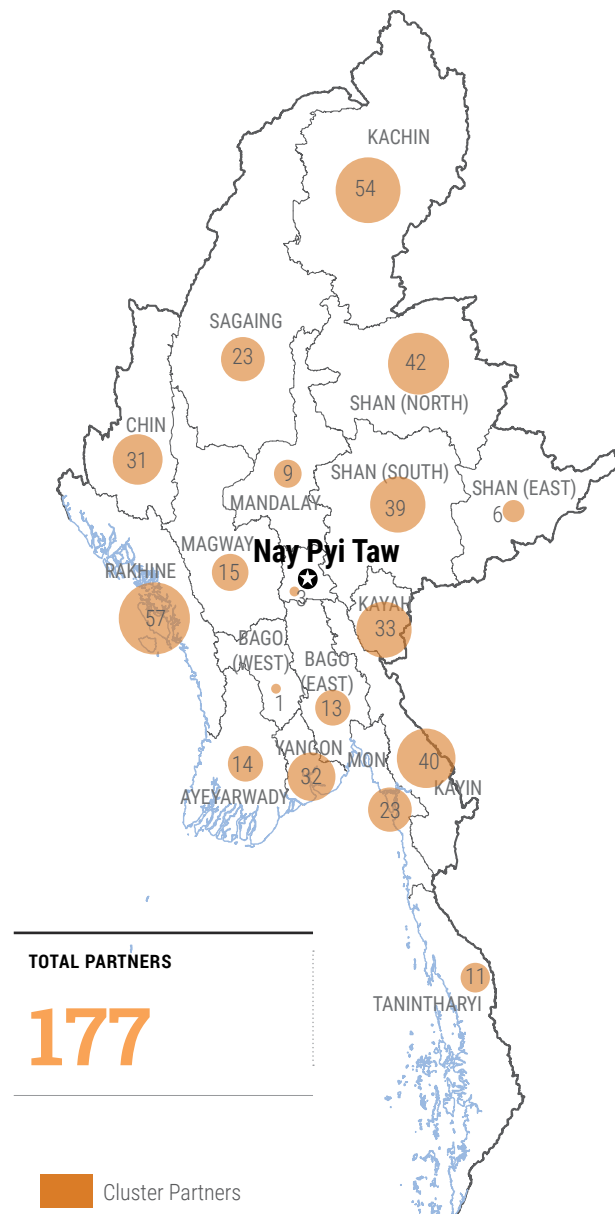 KACHIN
54
SAGAING
23
42
SHAN (NORTH)
CHIN
31
9
MANDALAY
SHAN (SOUTH)
39
SHAN (EAST)
6
MAGWAY
15
Nay Pyi Taw
3
RAKHINE
57
KAYAH
33
BAGO
(WEST)
1
BAGO
(EAST)
13
14
AYEYARWADY
YANGON
32
MON
23
40
KAYIN
TOTAL PARTNERS
177
11
TANINTHARYI
Cluster Partners